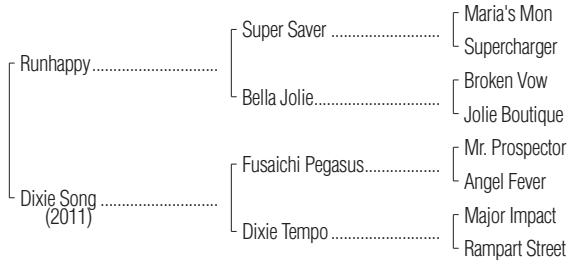 Maria's Mon
Super Saver ....................
Supercharger
Runhappy.......................
Broken Vow
Bella Jolie.......................
Jolie Boutique
Mr. Prospector
Fusaichi Pegasus..............
Angel Fever
Dixie Song .....................
(2011)
Major Impact
Dixie Tempo ....................
Rampart Street